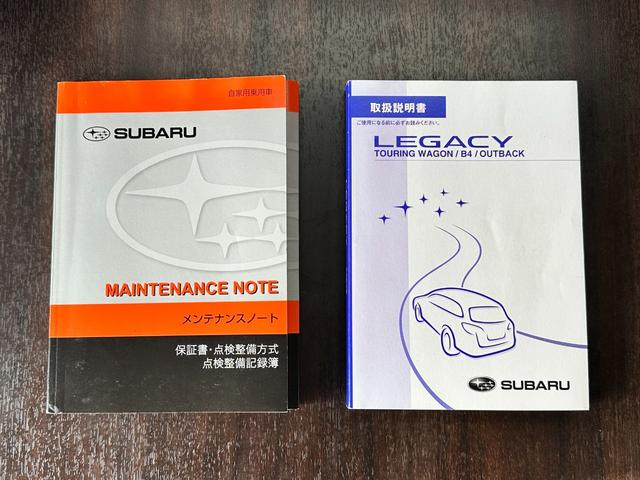 自家用乗用車
SUBARU
MAINTENANCE NOTE
メンテナンスノート
保証書・点検整備方式
点検整備記録簿
取扱説明書
ご使用になる前に必ずお読みください。
LEGACY
TOURING WAGON / B4 / OUTBACK
SUBARU